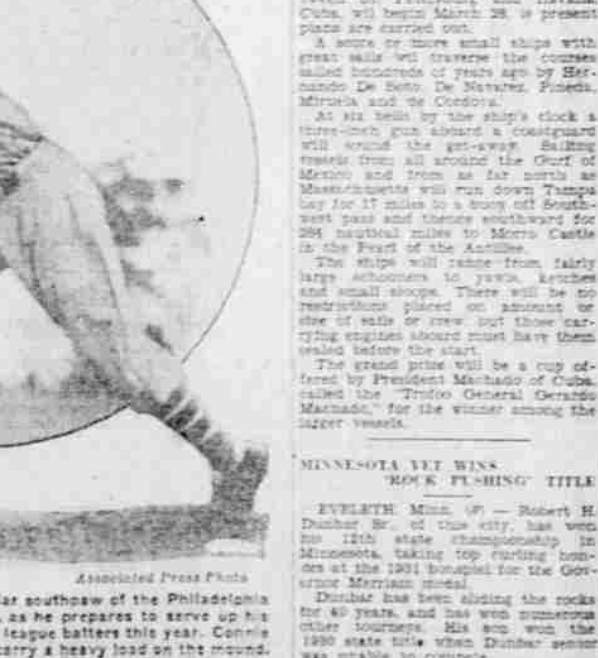 Cuba, will begin March 28, is present
plans are carried out.
A score or more small ships with
great sails will traverse the courses
sailed hundreds of years ago by Her-
nando De Soto, De Navarez, Pineda,
Miruela and de Cordova.
At six bells by the ship's clock a
three-inch gun aboard a coastguard
will sound the get-away. Sailing
vessels from all around the Gulf of
Mexico and from as far north as
Massachusetts will run down Tampa
bay for 17 miles to a buoy off South-
west pass and thence southward for
284 nautical miles to Morro Castle
in the Pearl of the Antilles.
The ships will range from fairly
large schooners to yawls, ketches
and small sloops. There will be no
restrictions placed on amount or
size of sails or crew but those car-
rying engines aboard must have them
sealed before the start.
The grand prize will be a cup of-
fered by President Machado of Cuba,
called the "Trofeo General Gerardo
Machado," for the winner among the
larger vessels.
MINNESOTA VET WINS
'ROCK PUSHING' TITLE
EVELETH, Minn. (AP) — Robert H.
Dunbar Sr., of this city, has won
his 12th state championship in
Minnesota, taking top curling hon-
ors at the 1931 bonspiel for the Gov-
ernor Merriam medal.
Dunbar has been sliding the rocks
for 40 years, and has won numerous
other tourneys. His son won the
1930 state title when Dunbar senior
was unable to compete.
Associated Press Photo
lar southpaw of the Philadelphia
, as he prepares to serve up his
league batters this year. Connie
carry a heavy load on the mound.